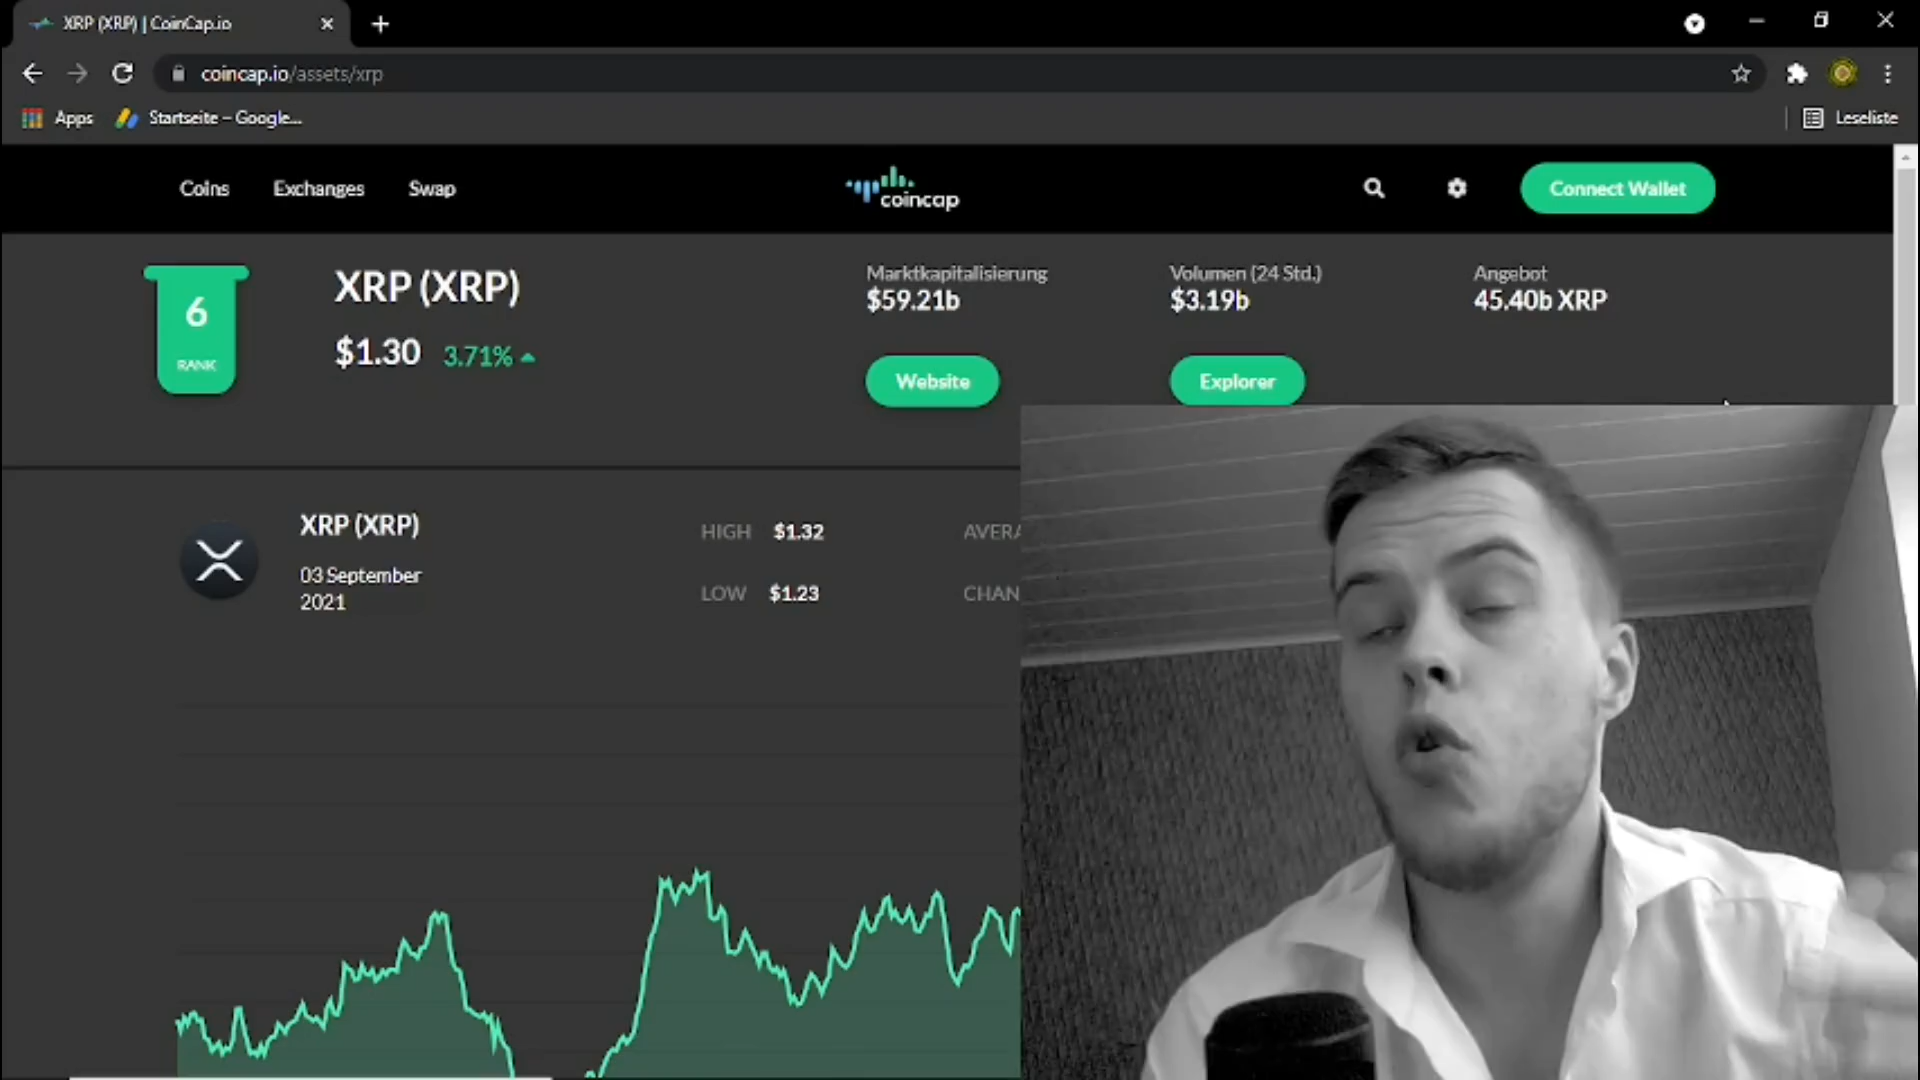 XRP (XRP) | CoinCap.io
coincap.io/assets/xrp
Apps Startseite – Google... Leseliste
Coins Exchanges Swap coincap Connect Wallet
6
RANK
XRP (XRP)
$1.30 3.71%
Marktkapitalisierung
$59.21b
Volumen (24 Std.)
$3.19b
Angebot
45.40b XRP
Website Explorer
XRP (XRP)
03 September
2021
HIGH $1.32
LOW $1.23
AVERA
CHAN